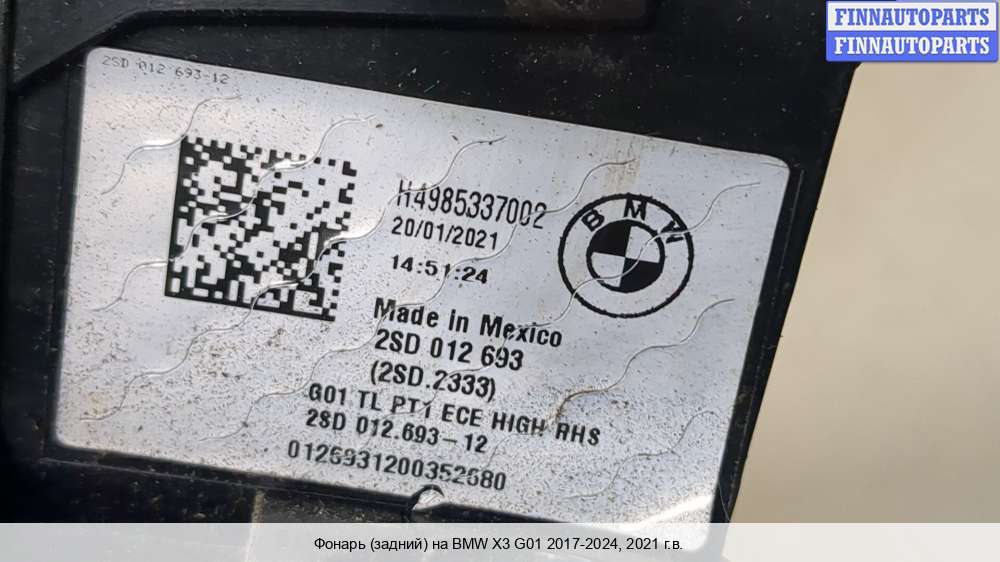 FINNAUTOPARTS
FINNAUTOPARTS
2SD 012 693-12
H4985337002
20/01/2021
14:51:24
BMW
Made in Mexico
2SD 012 693
(2SD.2333)
G01 TL PT1 ECE HIGH RHS
2SD 012.693-12
0126931200352680
Фонарь (задний) на BMW X3 G01 2017-2024, 2021 г.в.